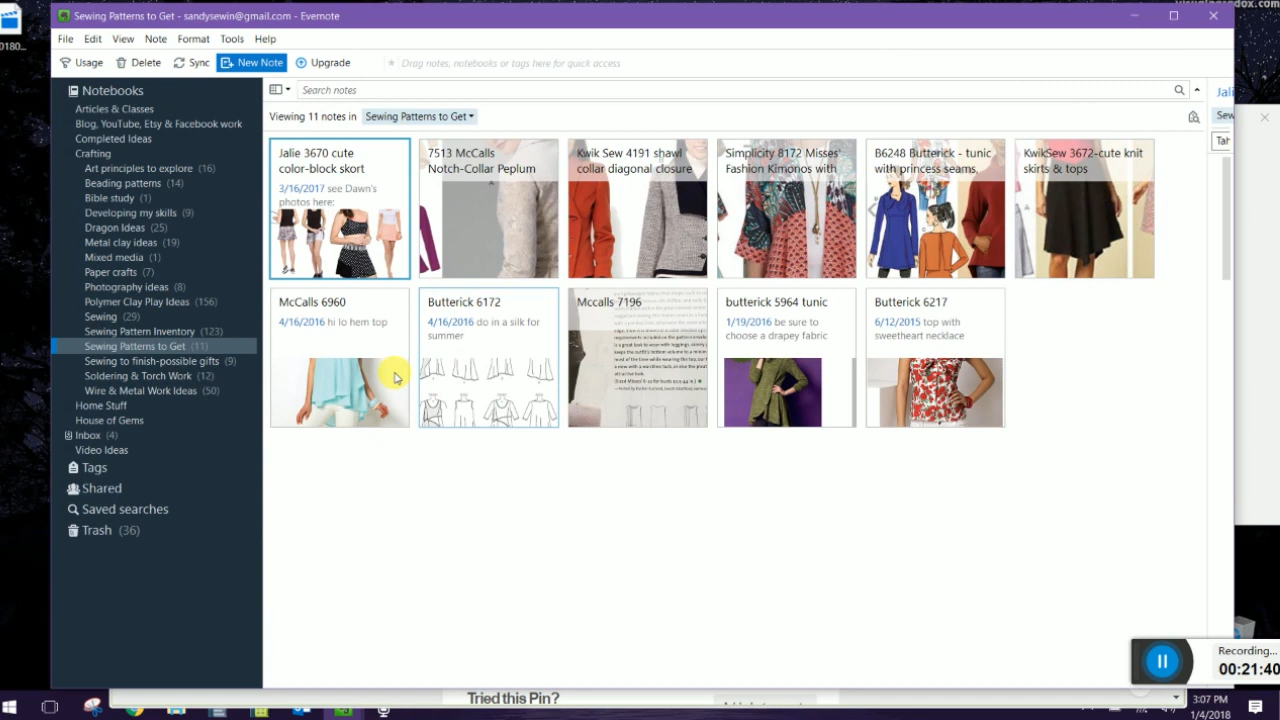 0180...
Sewing Patterns to Get - sandysewin@gmail.com - Evernote
File Edit View Note Format Tools Help
Usage Delete Sync New Note Upgrade Drag notes, notebooks or tags here for quick access
Notebooks
Articles & Classes
Blog, YouTube, Etsy & Facebook work
Completed Ideas
Crafting
Art principles to explore (16)
Beading patterns (14)
Bible study (1)
Developing my skills (9)
Dragon Ideas (25)
Metal clay ideas (19)
Mixed media (1)
Paper crafts (7)
Photography ideas (8)
Polymer Clay Play Ideas (156)
Sewing (29)
Sewing Pattern Inventory (123)
Sewing Patterns to Get (11)
Sewing to finish-possible gifts (9)
Soldering & Torch Work (12)
Wire & Metal Work Ideas (50)
Home Stuff
House of Gems
Inbox (4)
Video Ideas
Tags
Shared
Saved searches
Trash (36)
Search notes
Viewing 11 notes in Sewing Patterns to Get
Jalie 3670 cute
color-block skort
3/16/2017 see Dawn's
photos here:
7513 McCalls
Notch-Collar Peplum
Kwik Sew 4191 shawl
collar diagonal closure
Simplicity 8172 Misses'
Fashion Kimonos with
B6248 Butterick - tunic
with princess seams,
KwikSew 3672-cute knit
skirts & tops
McCalls 6960
4/16/2016 hi lo hem top
Butterick 6172
4/16/2016 do in a silk for
summer
Mccalls 7196
butterick 5964 tunic
1/19/2016 be sure to
choose a drapey fabric
Butterick 6217
6/12/2015 top with
sweetheart necklace
Jali
Sew
Tah
Recording...
00:21:40
Tried this Pin?
3:07 PM
1/4/2018